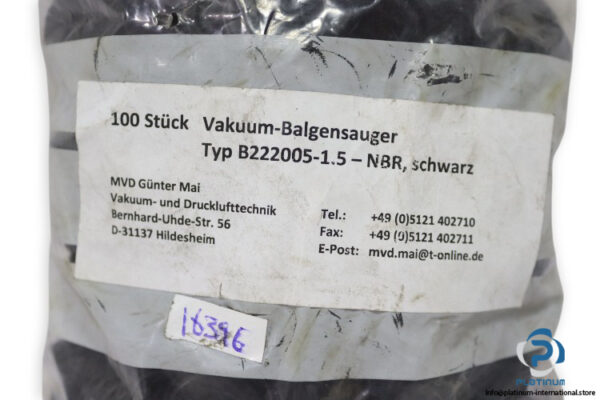 100 Stück Vakuum-Balgensauger
Typ B222005-1.5 – NBR, schwarz
MVD Günter Mai
Vakuum- und Drucklufttechnik
Bernhard-Uhde-Str. 56
D-31137 Hildesheim
Tel.: +49 (0)5121 402710
Fax: +49 (0)5121 402711
E-Post: mvd.mai@t-online.de
16396
PLATINUM
info@platinum-international.store